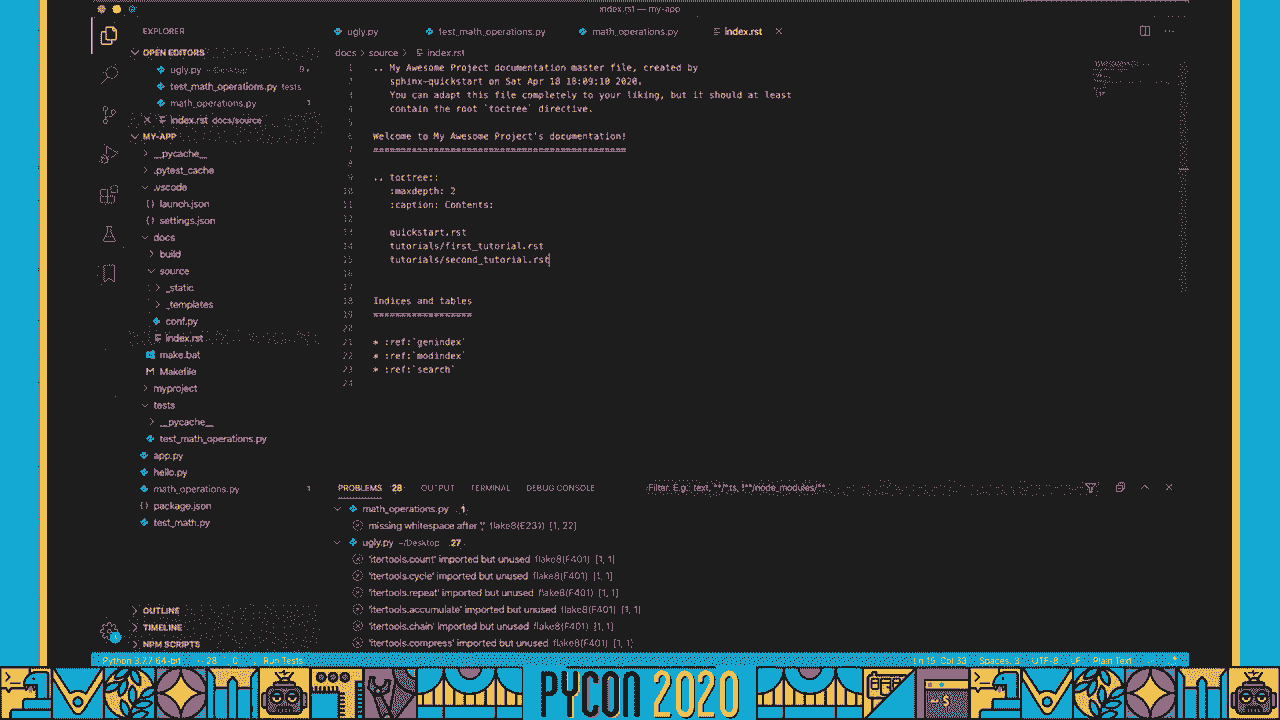 index.rst — my-app
EXPLORER
OPEN EDITORS
ugly.py ~/Desktop 9+
test_math_operations.py tests
math_operations.py 1
index.rst docs/source
MY-APP
__pycache__
.pytest_cache
.vscode
launch.json
settings.json
docs
build
source
_static
_templates
conf.py
index.rst
make.bat
Makefile
myproject
tests
__pycache__
test_math_operations.py
app.py
hello.py
math_operations.py 1
package.json
test_math.py
OUTLINE
TIMELINE
NPM SCRIPTS
ugly.py test_math_operations.py math_operations.py index.rst
docs > source > index.rst
1 .. My Awesome Project documentation master file, created by
2 sphinx-quickstart on Sat Apr 18 18:09:10 2020.
3 You can adapt this file completely to your liking, but it should at least
4 contain the root `toctree` directive.
5
6 Welcome to My Awesome Project's documentation!
7 ==============================================
8
9 .. toctree::
10 :maxdepth: 2
11 :caption: Contents:
12
13 quickstart.rst
14 tutorials/first_tutorial.rst
15 tutorials/second_tutorial.rst
16
18 Indices and tables
19 ==================
20
21 * :ref:`genindex`
22 * :ref:`modindex`
23 * :ref:`search`
24
PROBLEMS 28 OUTPUT TERMINAL DEBUG CONSOLE Filter. E.g.: text, **/*.ts, !**/node_modules/**
math_operations.py 1
missing whitespace after ',' flake8(E231) [1, 22]
ugly.py ~/Desktop 27
'itertools.count' imported but unused flake8(F401) [1, 1]
'itertools.cycle' imported but unused flake8(F401) [1, 1]
'itertools.repeat' imported but unused flake8(F401) [1, 1]
'itertools.accumulate' imported but unused flake8(F401) [1, 1]
'itertools.chain' imported but unused flake8(F401) [1, 1]
'itertools.compress' imported but unused flake8(F401) [1, 1]
Python 3.7.7 64-bit 28 0 Run Tests Ln 15, Col 30 Spaces: 3 UTF-8 LF Plain Text
PYCON 2020